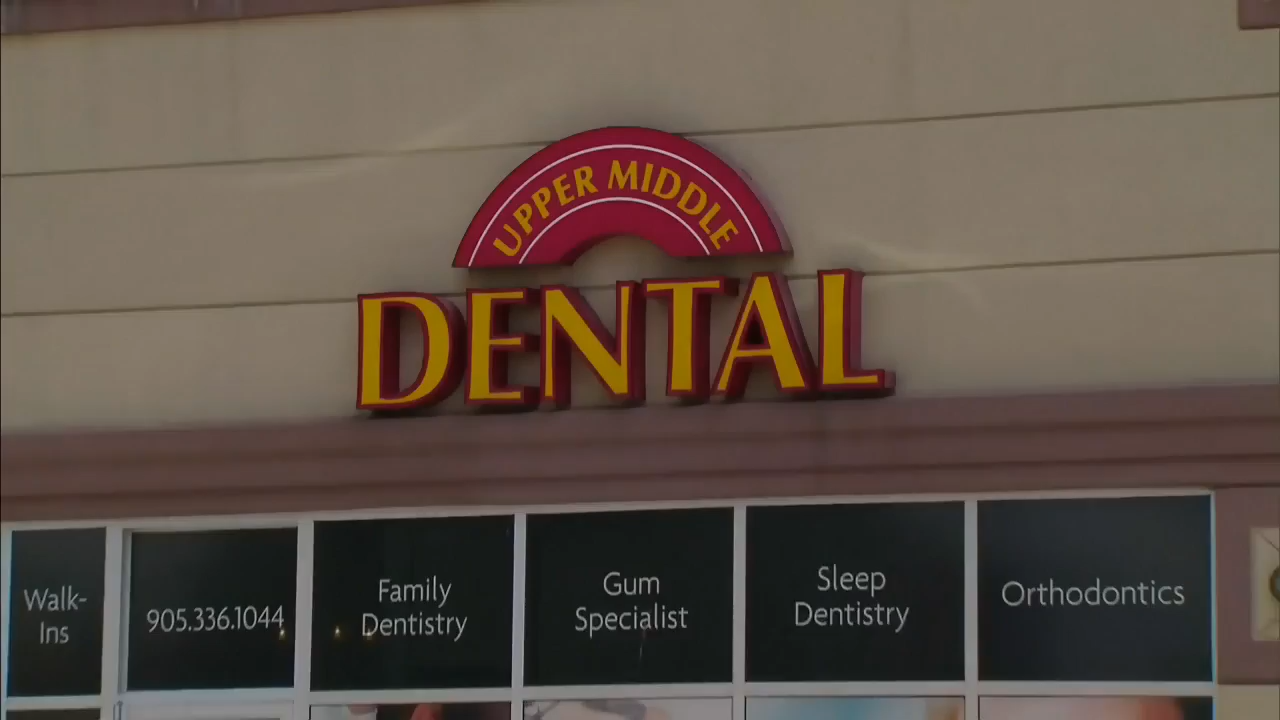 UPPER MIDDLE
DENTAL
Walk-
Ins
905.336.1044
Family
Dentistry
Gum
Specialist
Sleep
Dentistry
Orthodontics